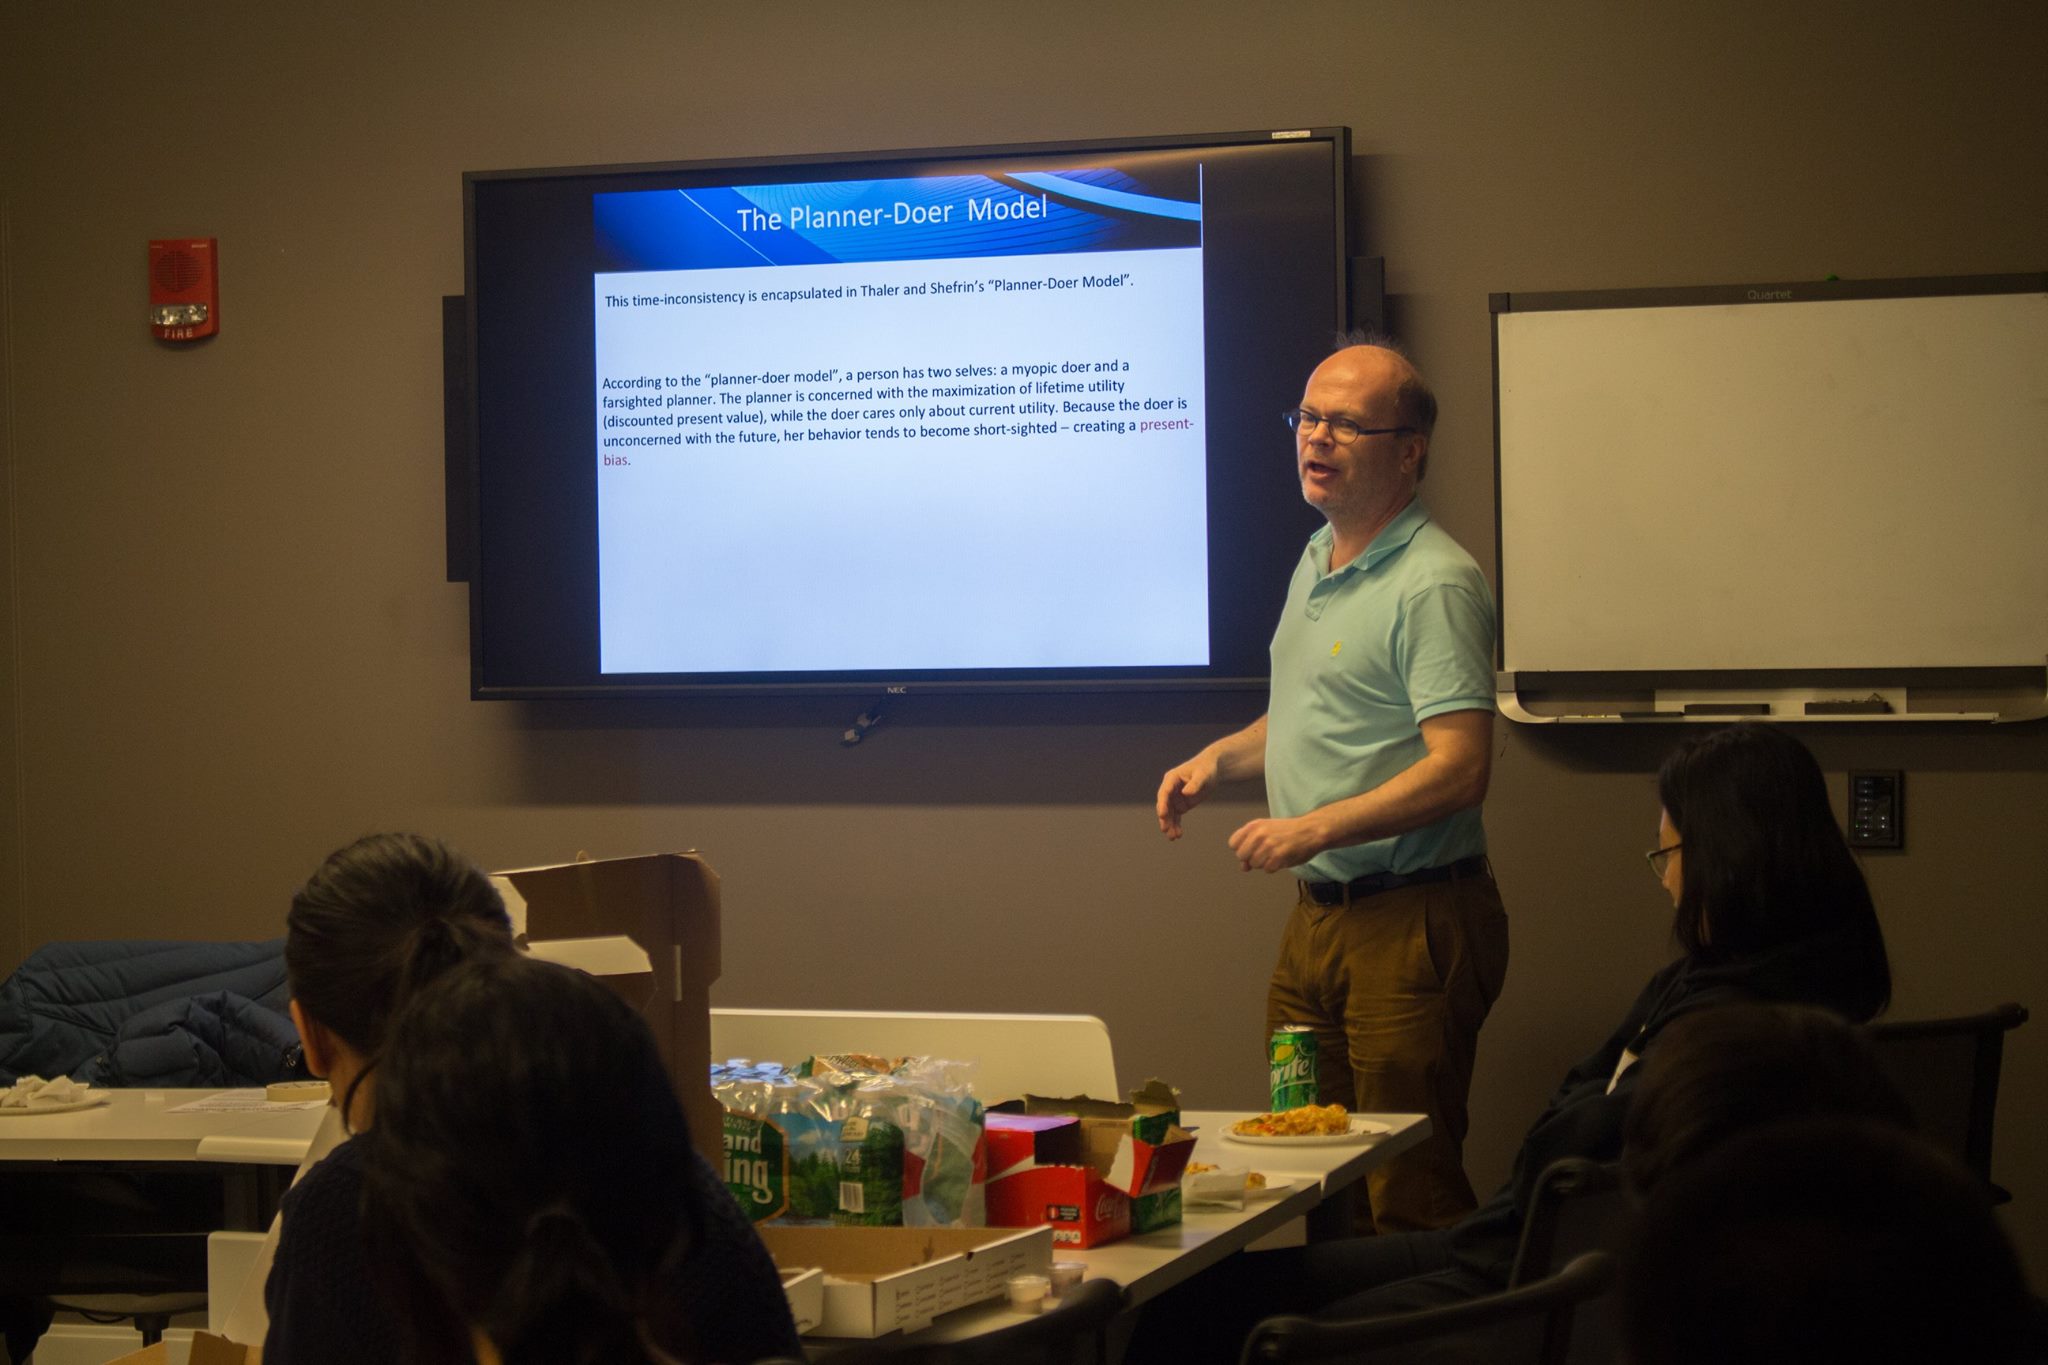 The Planner-Doer Model
This time-inconsistency is encapsulated in Thaler and Shefrin's “Planner-Doer Model”.
According to the “planner-doer model”, a person has two selves: a myopic doer and a
farsighted planner. The planner is concerned with the maximization of lifetime utility
(discounted present value), while the doer cares only about current utility. Because the doer is
unconcerned with the future, her behavior tends to become short-sighted – creating a present-
bias.
NEC
Quartet
FIRE
Sprite
and
ing
24
Coca